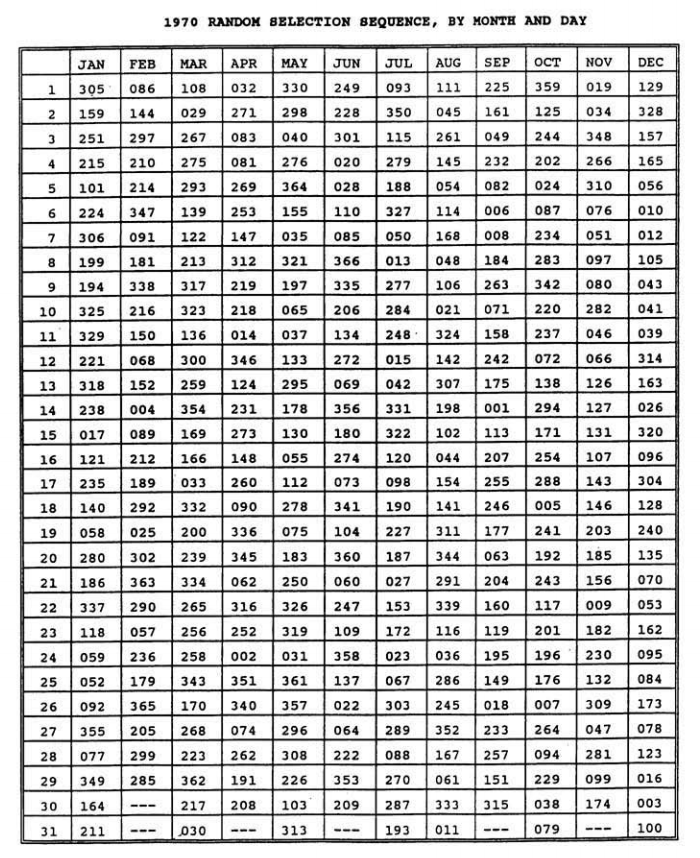 1970 RANDOM SELECTION SEQUENCE, BY MONTH AND DAY
JAN FEB MAR APR MAY JUN JUL AUG SEP OCT NOV DEC
1 305 086 108 032 330 249 093 111 225 359 019 129
2 159 144 029 271 298 228 350 045 161 125 034 328
3 251 297 267 083 040 301 115 261 049 244 348 157
4 215 210 275 081 276 020 279 145 232 202 266 165
5 101 214 293 269 364 028 188 054 082 024 310 056
6 224 347 139 253 155 110 327 114 006 087 076 010
7 306 091 122 147 035 085 050 168 008 234 051 012
8 199 181 213 312 321 366 013 048 184 283 097 105
9 194 338 317 219 197 335 277 106 263 342 080 043
10 325 216 323 218 065 206 284 021 071 220 282 041
11 329 150 136 014 037 134 248 324 158 237 046 039
12 221 068 300 346 133 272 015 142 242 072 066 314
13 318 152 259 124 295 069 042 307 175 138 126 163
14 238 004 354 231 178 356 331 198 001 294 127 026
15 017 089 169 273 130 180 322 102 113 171 131 320
16 121 212 166 148 055 274 120 044 207 254 107 096
17 235 189 033 260 112 073 098 154 255 288 143 304
18 140 292 332 090 278 341 190 141 246 005 146 128
19 058 025 200 336 075 104 227 311 177 241 203 240
20 280 302 239 345 183 360 187 344 063 192 185 135
21 186 363 334 062 250 060 027 291 204 243 156 070
22 337 290 265 316 326 247 153 339 160 117 009 053
23 118 057 256 252 319 109 172 116 119 201 182 162
24 059 236 258 002 031 358 023 036 195 196 230 095
25 052 179 343 351 361 137 067 286 149 176 132 084
26 092 365 170 340 357 022 303 245 018 007 309 173
27 355 205 268 074 296 064 289 352 233 264 047 078
28 077 299 223 262 308 222 088 167 257 094 281 123
29 349 285 362 191 226 353 270 061 151 229 099 016
30 164 --- 217 208 103 209 287 333 315 038 174 003
31 211 --- 030 --- 313 --- 193 011 --- 079 --- 100